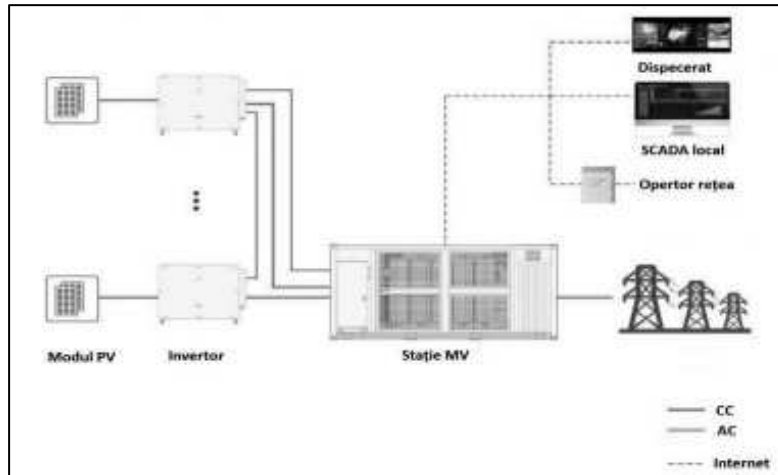 Dispecerat
SCADA local
Opertor rețea
Modul PV
Invertor
Stație MV
CC
AC
Internet